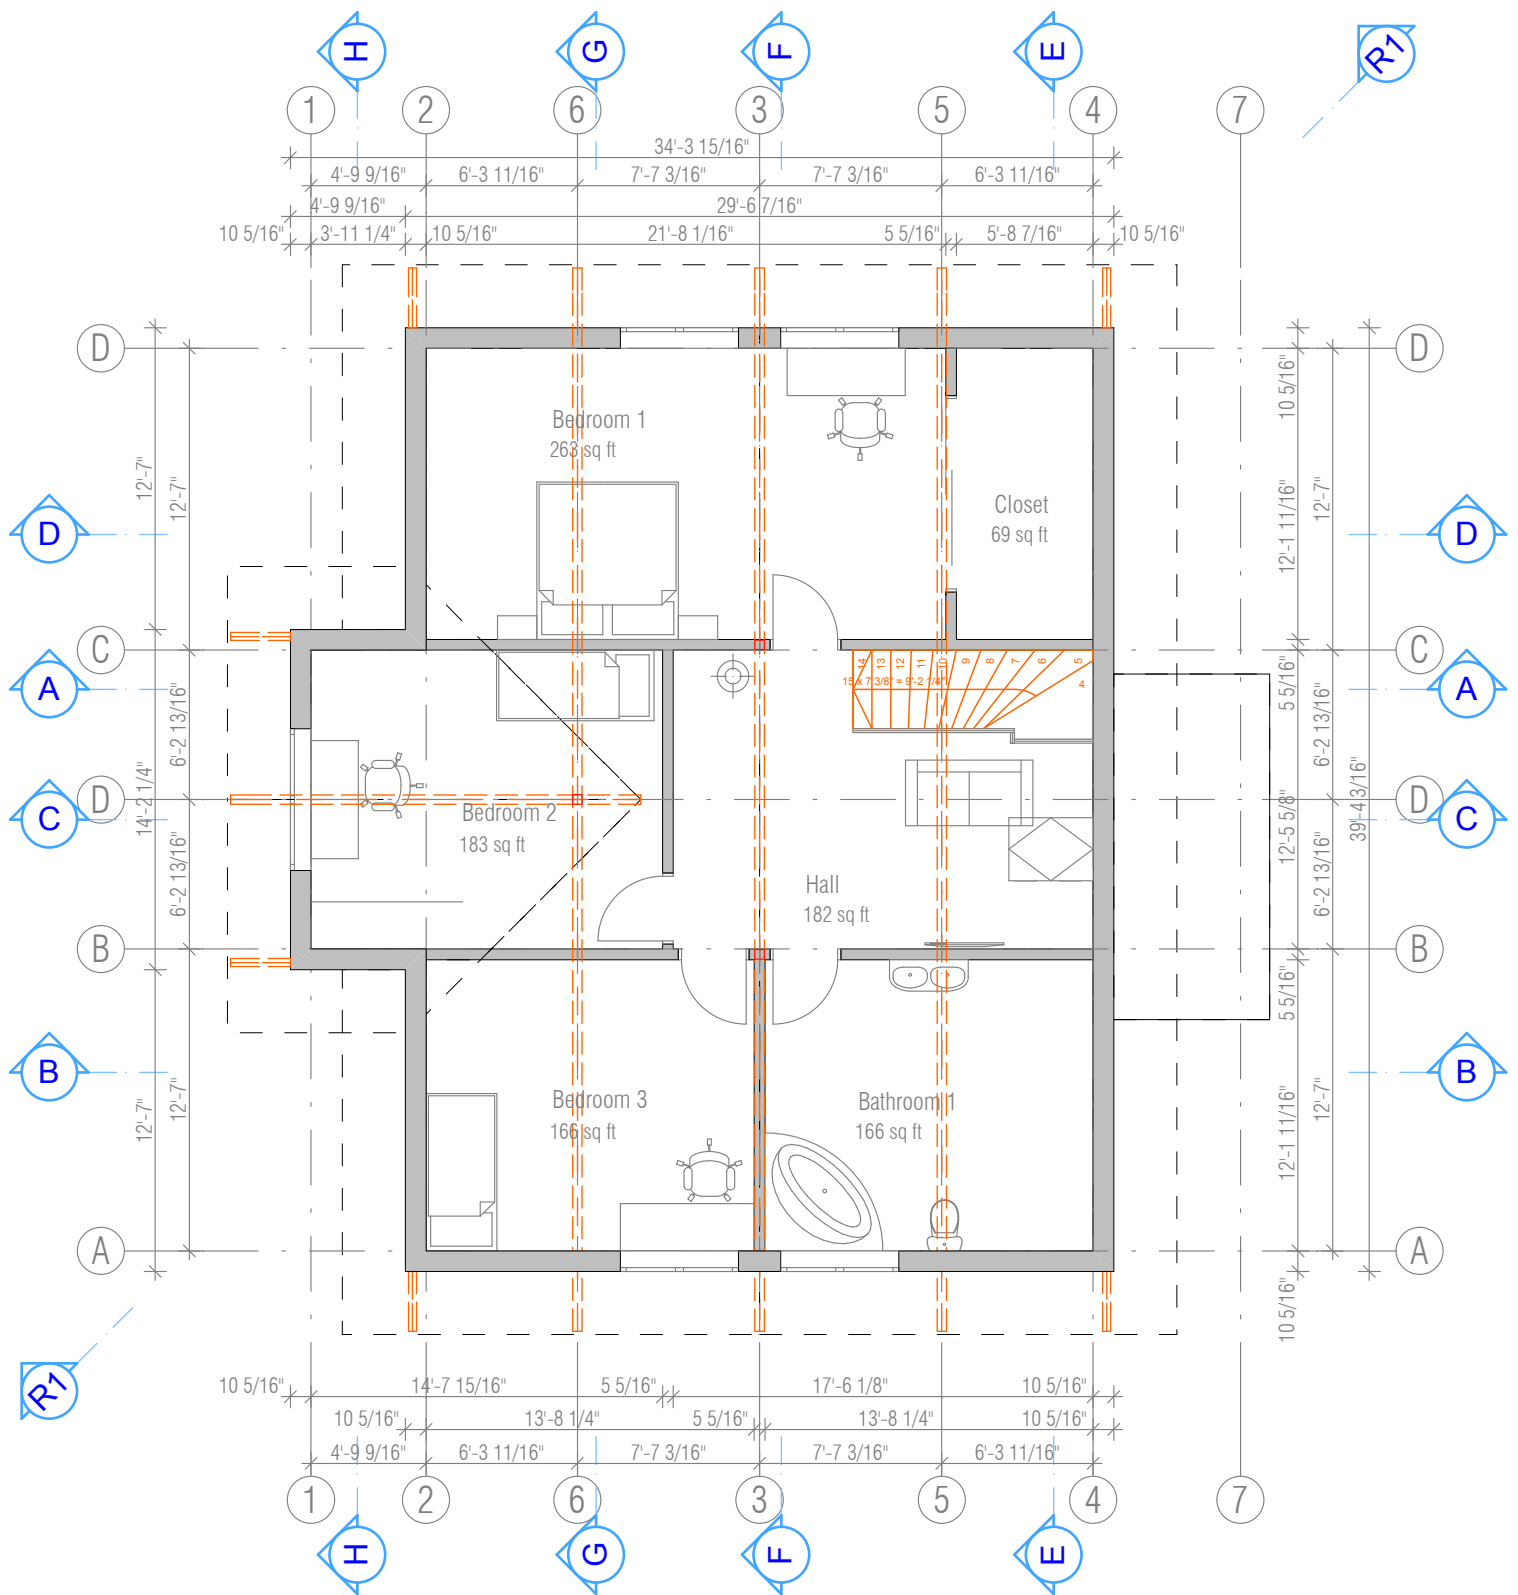 H G F E R1
1 2 6 3 5 4 7
34'-3 15/16"
4'-9 9/16" 6'-3 11/16" 7'-7 3/16" 7'-7 3/16" 6'-3 11/16"
4'-9 9/16" 29'-6 7/16"
10 5/16" 3'-11 1/4" 10 5/16" 21'-8 1/16" 5 5/16" 5'-8 7/16" 10 5/16"
D D
10 5/16"
Bedroom 1
263 sq ft
12'-7" 12'-7" 12'-1 11/16" 12'-7"
Closet
69 sq ft
D D
C C
14 13 12 11 10 9 8 7 6 5
4
15 x 7 3/8" = 9'-2 1/4"
A A
6'-2 13/16" 5 5/16" 6'-2 13/16"
14'-2 1/4" 12'-5 5/8" 39'-4 3/16"
D D
C C
Bedroom 2
183 sq ft
6'-2 13/16" 6'-2 13/16"
Hall
182 sq ft
B B
5 5/16"
B B
Bedroom 3
166 sq ft
Bathroom 1
166 sq ft
12'-7" 12'-7" 12'-1 11/16" 12'-7"
A A
10 5/16"
R1
10 5/16" 14'-7 15/16" 5 5/16" 17'-6 1/8" 10 5/16"
10 5/16" 13'-8 1/4" 5 5/16" 13'-8 1/4" 10 5/16"
4'-9 9/16" 6'-3 11/16" 7'-7 3/16" 7'-7 3/16" 6'-3 11/16"
1 2 6 3 5 4 7
H G F E